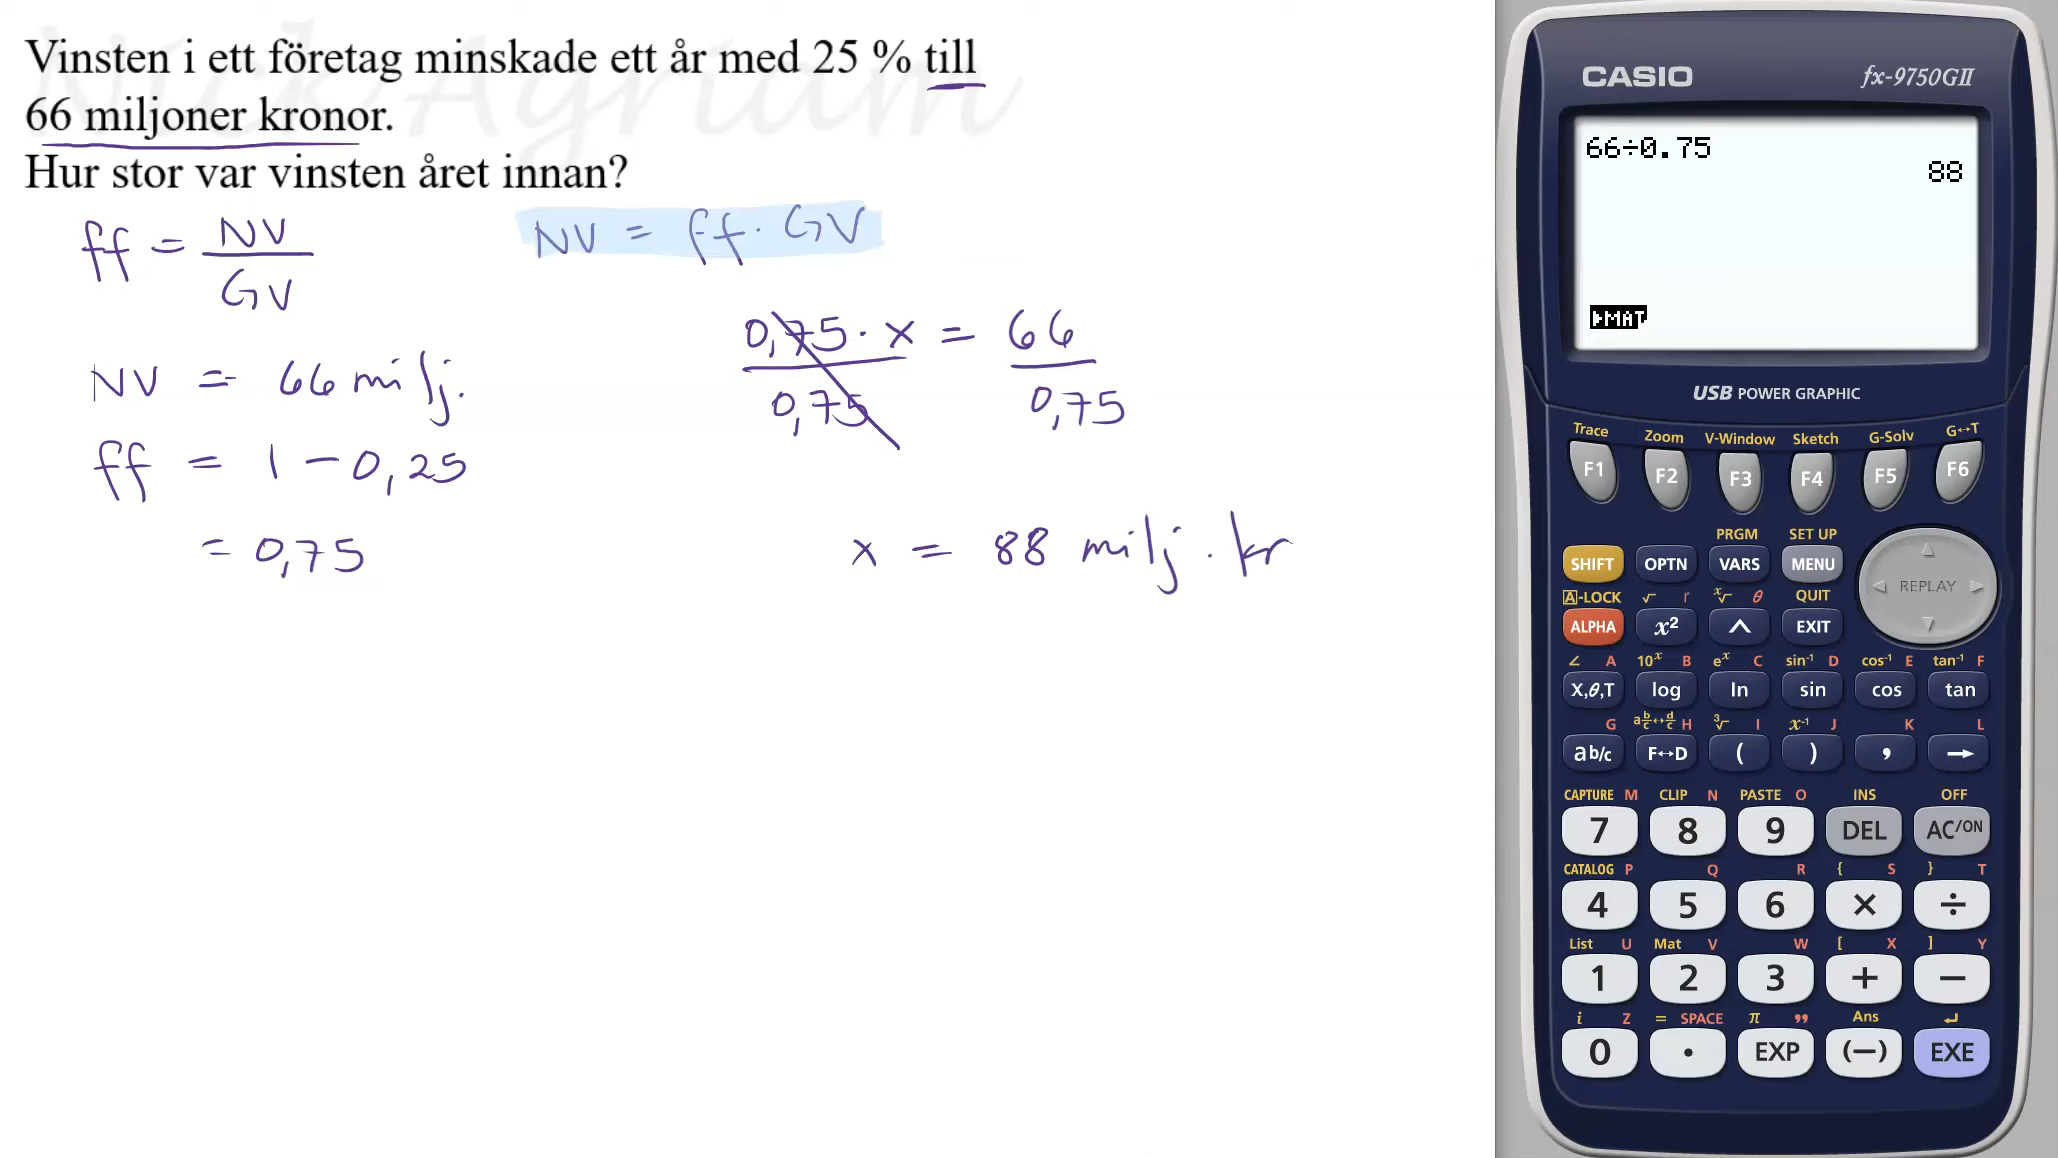 Vinsten i ett företag minskade ett år med 25 % till
66 miljoner kronor.
Hur stor var vinsten året innan?
ff = NV / GV
NV = ff · GV
NV = 66 milj.
ff = 1 - 0,25
= 0,75
0,75 · x = 66
0,75 0,75
x = 88 milj. kr
CASIO fx-9750GII
66÷0.75
88
▶MAT
USB POWER GRAPHIC
Trace Zoom V-Window Sketch G-Solv G↔T
F1 F2 F3 F4 F5 F6
PRGM SET UP
SHIFT OPTN VARS MENU
REPLAY
A-LOCK √ r ˣ√ θ QUIT
ALPHA x² ^ EXIT
∠ A 10ˣ B eˣ C sin⁻¹ D cos⁻¹ E tan⁻¹ F
X,θ,T log ln sin cos tan
G a b/c↔d/c H ³√ I x⁻¹ J K L
a b/c F↔D ( ) , →
CAPTURE M CLIP N PASTE O INS OFF
7 8 9 DEL AC/ON
CATALOG P Q R { S } T
4 5 6 × ÷
List U Mat V W [ X ] Y
1 2 3 + −
i Z = SPACE π ” Ans ↵
0 . EXP (−) EXE